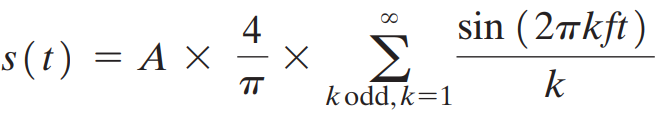 s(t) = A × 4/π × ∑_{k odd, k=1}^{∞} sin (2πkft)/k